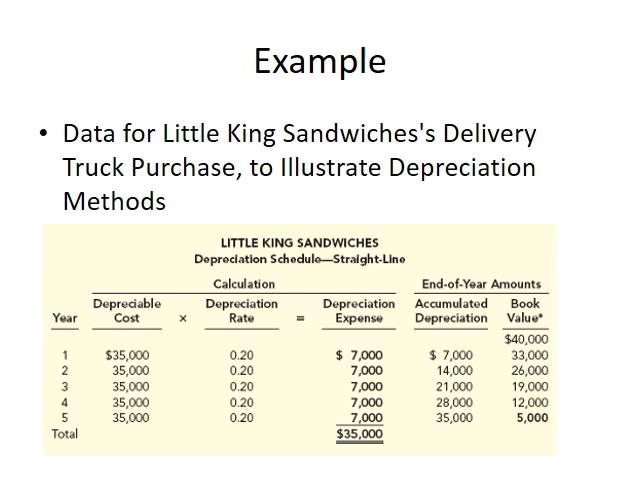 Example
• Data for Little King Sandwiches's Delivery
Truck Purchase, to Illustrate Depreciation
Methods
LITTLE KING SANDWICHES
Depreciation Schedule—Straight-Line
Calculation End-of-Year Amounts
Depreciable Depreciation Depreciation Accumulated Book
Year Cost × Rate = Expense Depreciation Value*
$40,000
1 $35,000 0.20 $ 7,000 $ 7,000 33,000
2 35,000 0.20 7,000 14,000 26,000
3 35,000 0.20 7,000 21,000 19,000
4 35,000 0.20 7,000 28,000 12,000
5 35,000 0.20 7,000 35,000 5,000
Total $35,000